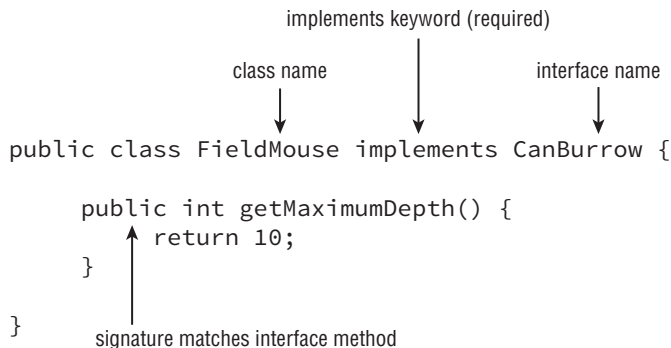 implements keyword (required)
class name
interface name
public class FieldMouse implements CanBurrow {
public int getMaximumDepth() {
return 10;
}
}
signature matches interface method